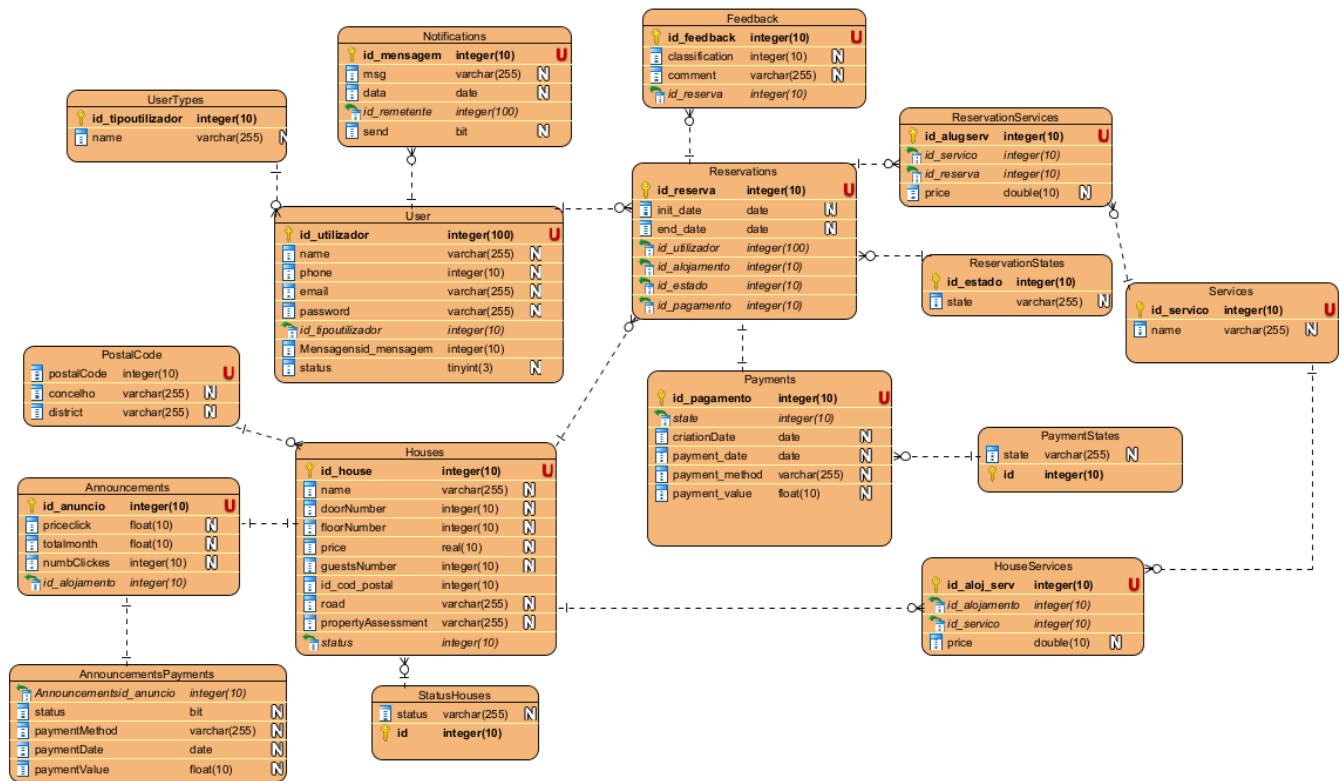 Feedback
id_feedback integer(10) U
classification integer(10) N
comment varchar(255) N
id_reserva integer(10)
Notifications
id_mensagem integer(10) U
msg varchar(255) N
data date N
id_remetente integer(100)
send bit N
UserTypes
id_tipoutilizador integer(10)
name varchar(255) N
ReservationServices
id_alugserv integer(10) U
id_servico integer(10)
id_reserva integer(10)
price double(10) N
Reservations
id_reserva integer(10) U
init_date date N
end_date date N
id_utilizador integer(100)
id_alojamento integer(10)
id_estado integer(10)
id_pagamento integer(10)
User
id_utilizador integer(100) U
name varchar(255) N
phone integer(10) N
email varchar(255) N
password varchar(255) N
id_tipoutilizador integer(10)
Mensagensid_mensagem integer(10)
status tinyint(3) N
ReservationStates
id_estado integer(10)
state varchar(255) N
Services
id_servico integer(10) U
name varchar(255) N
PostalCode
postalCode integer(10) U
concelho varchar(255) N
district varchar(255) N
Payments
id_pagamento integer(10) U
state integer(10)
criationDate date N
payment_date date N
payment_method varchar(255) N
payment_value float(10) N
PaymentStates
state varchar(255) N
id integer(10)
Houses
id_house integer(10) U
name varchar(255) N
doorNumber integer(10) N
floorNumber integer(10) N
price real(10) N
guestsNumber integer(10) N
id_cod_postal integer(10)
road varchar(255) N
propertyAssessment varchar(255) N
status integer(10)
Announcements
id_anuncio integer(10) U
priceclick float(10) N
totalmonth float(10) N
numbClickes integer(10) N
id_alojamento integer(10)
HouseServices
id_aloj_serv integer(10) U
id_alojamento integer(10)
id_servico integer(10)
price double(10) N
AnnouncementsPayments
Announcementsid_anuncio integer(10)
status bit N
paymentMethod varchar(255) N
paymentDate date N
paymentValue float(10) N
StatusHouses
status varchar(255) N
id integer(10)